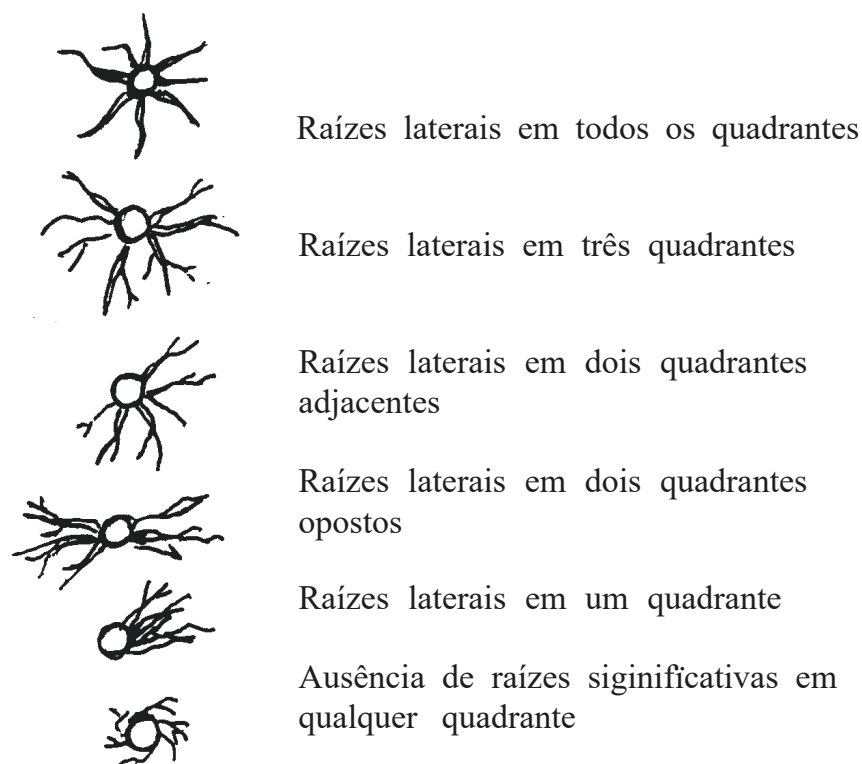 Raízes laterais em todos os quadrantes
Raízes laterais em três quadrantes
Raízes laterais em dois quadrantes
adjacentes
Raízes laterais em dois quadrantes
opostos
Raízes laterais em um quadrante
Ausência de raízes siginifïcativas em
qualquer quadrante